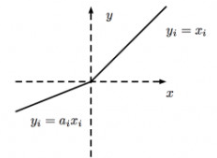 y
y_i = x_i
x
y_i = a_i x_i